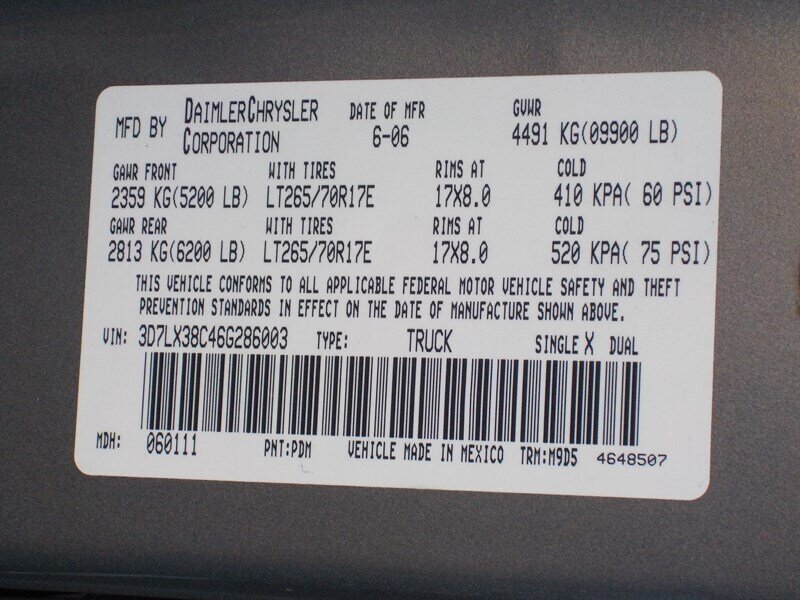 MFD BY DAIMLERCHRYSLER CORPORATION DATE OF MFR 6-06 GVWR 4491 KG(09900 LB)
GAWR FRONT WITH TIRES RIMS AT COLD
2359 KG(5200 LB) LT265/70R17E 17X8.0 410 KPA( 60 PSI)
GAWR REAR WITH TIRES RIMS AT COLD
2813 KG(6200 LB) LT265/70R17E 17X8.0 520 KPA( 75 PSI)
THIS VEHICLE CONFORMS TO ALL APPLICABLE FEDERAL MOTOR VEHICLE SAFETY AND THEFT
PREVENTION STANDARDS IN EFFECT ON THE DATE OF MANUFACTURE SHOWN ABOVE.
VIN: 3D7LX38C46G286003 TYPE: TRUCK SINGLE X DUAL
MDH: 060111 PNT:PDM VEHICLE MADE IN MEXICO TRM:M9D5 4648507